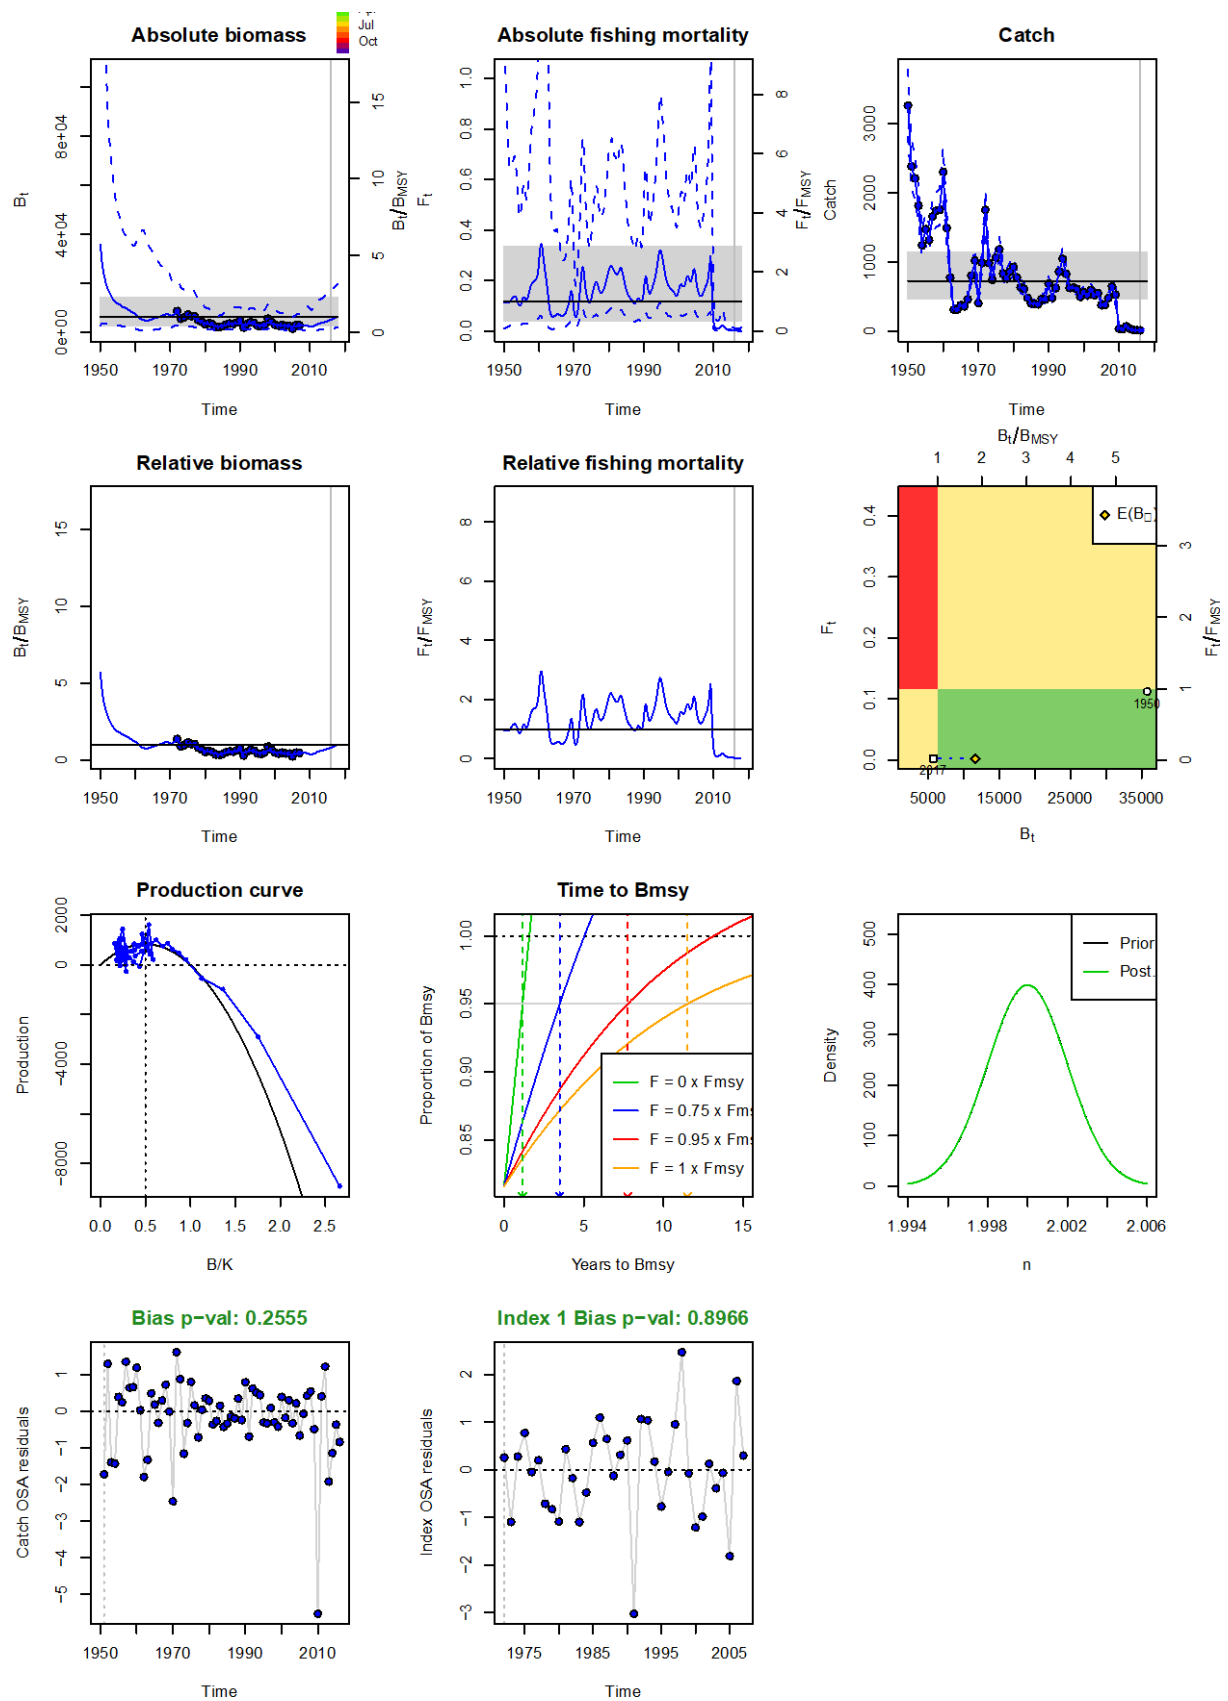 Jul
Oct
Absolute biomass
Absolute fishing mortality
Catch
Bt
0e+00 4e+04 8e+04
0 5 10 15
Bt/BMSY
1950 1970 1990 2010
Time
Ft
0.0 0.2 0.4 0.6 0.8 1.0
0 2 4 6 8
Ft/FMSY
1950 1970 1990 2010
Time
Catch
0 1000 2000 3000
1950 1970 1990 2010
Time
Relative biomass
Relative fishing mortality
Bt/BMSY
0 5 10 15
1950 1970 1990 2010
Time
Ft/FMSY
0 2 4 6 8
1950 1970 1990 2010
Time
Bt/BMSY
1 2 3 4 5
E(B□)
Ft
0.0 0.1 0.2 0.3 0.4
0 1 2 3
Ft/FMSY
1950
2017
5000 15000 25000 35000
Bt
Production curve
Time to Bmsy
Production
-8000 -4000 0 2000
0.0 0.5 1.0 1.5 2.0 2.5
B/K
Proportion of Bmsy
0.85 0.90 0.95 1.00
F = 0 x Fmsy
F = 0.75 x Fms
F = 0.95 x Fms
F = 1 x Fmsy
0 5 10 15
Years to Bmsy
Density
0 100 200 300 400 500
Prior
Post.
1.994 1.998 2.002 2.006
n
Bias p−val: 0.2555
Index 1 Bias p−val: 0.8966
Catch OSA residuals
−5 −4 −3 −2 −1 0 1
1950 1970 1990 2010
Time
Index OSA residuals
−3 −2 −1 0 1 2
1975 1985 1995 2005
Time